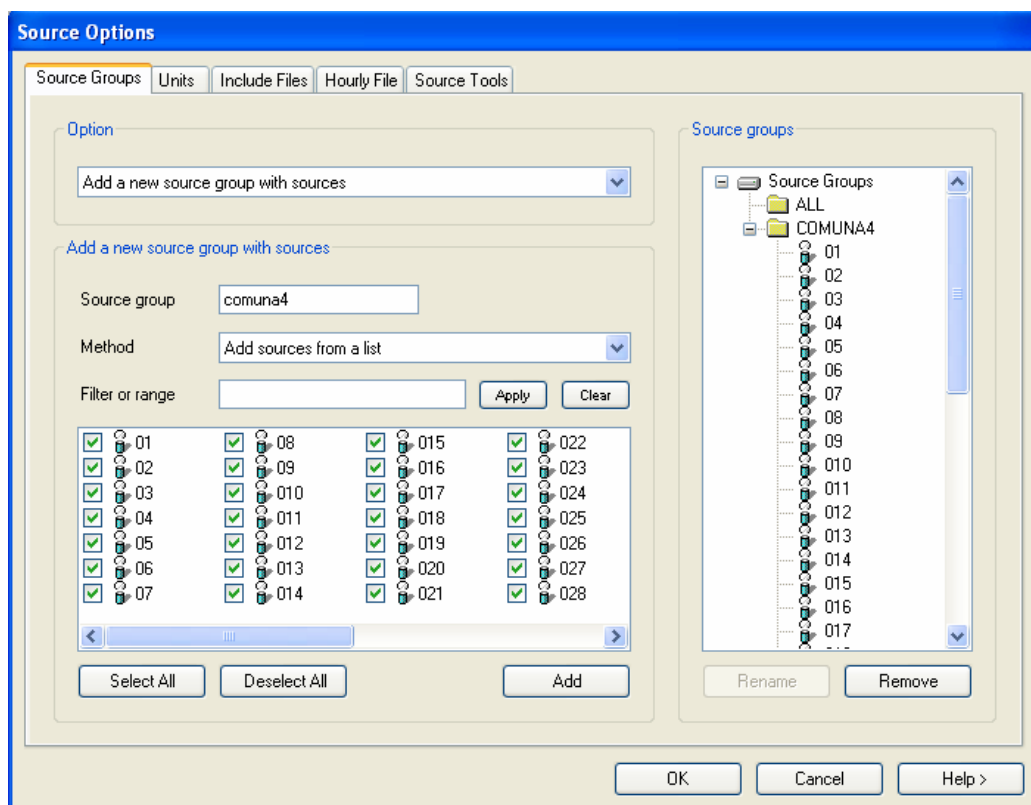 Source Options
Source Groups Units Include Files Hourly File Source Tools
Option
Add a new source group with sources
Add a new source group with sources
Source group comuna4
Method Add sources from a list
Filter or range Apply Clear
01 08 015 022
02 09 016 023
03 010 017 024
04 011 018 025
05 012 019 026
06 013 020 027
07 014 021 028
Select All Deselect All Add
Source groups
Source Groups
ALL
COMUNA4
01
02
03
04
05
06
07
08
09
010
011
012
013
014
015
016
017
Rename Remove
OK Cancel Help >